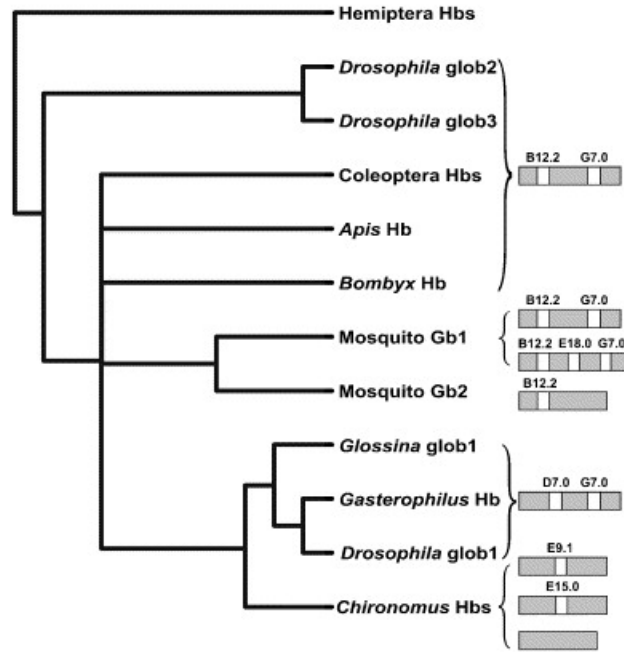 Hemiptera Hbs
Drosophila glob2
Drosophila glob3
B12.2 G7.0
Coleoptera Hbs
Apis Hb
Bombyx Hb
B12.2 G7.0
Mosquito Gb1
B12.2 E18.0 G7.0
B12.2
Mosquito Gb2
Glossina glob1
D7.0 G7.0
Gasterophilus Hb
Drosophila glob1
E9.1
E15.0
Chironomus Hbs